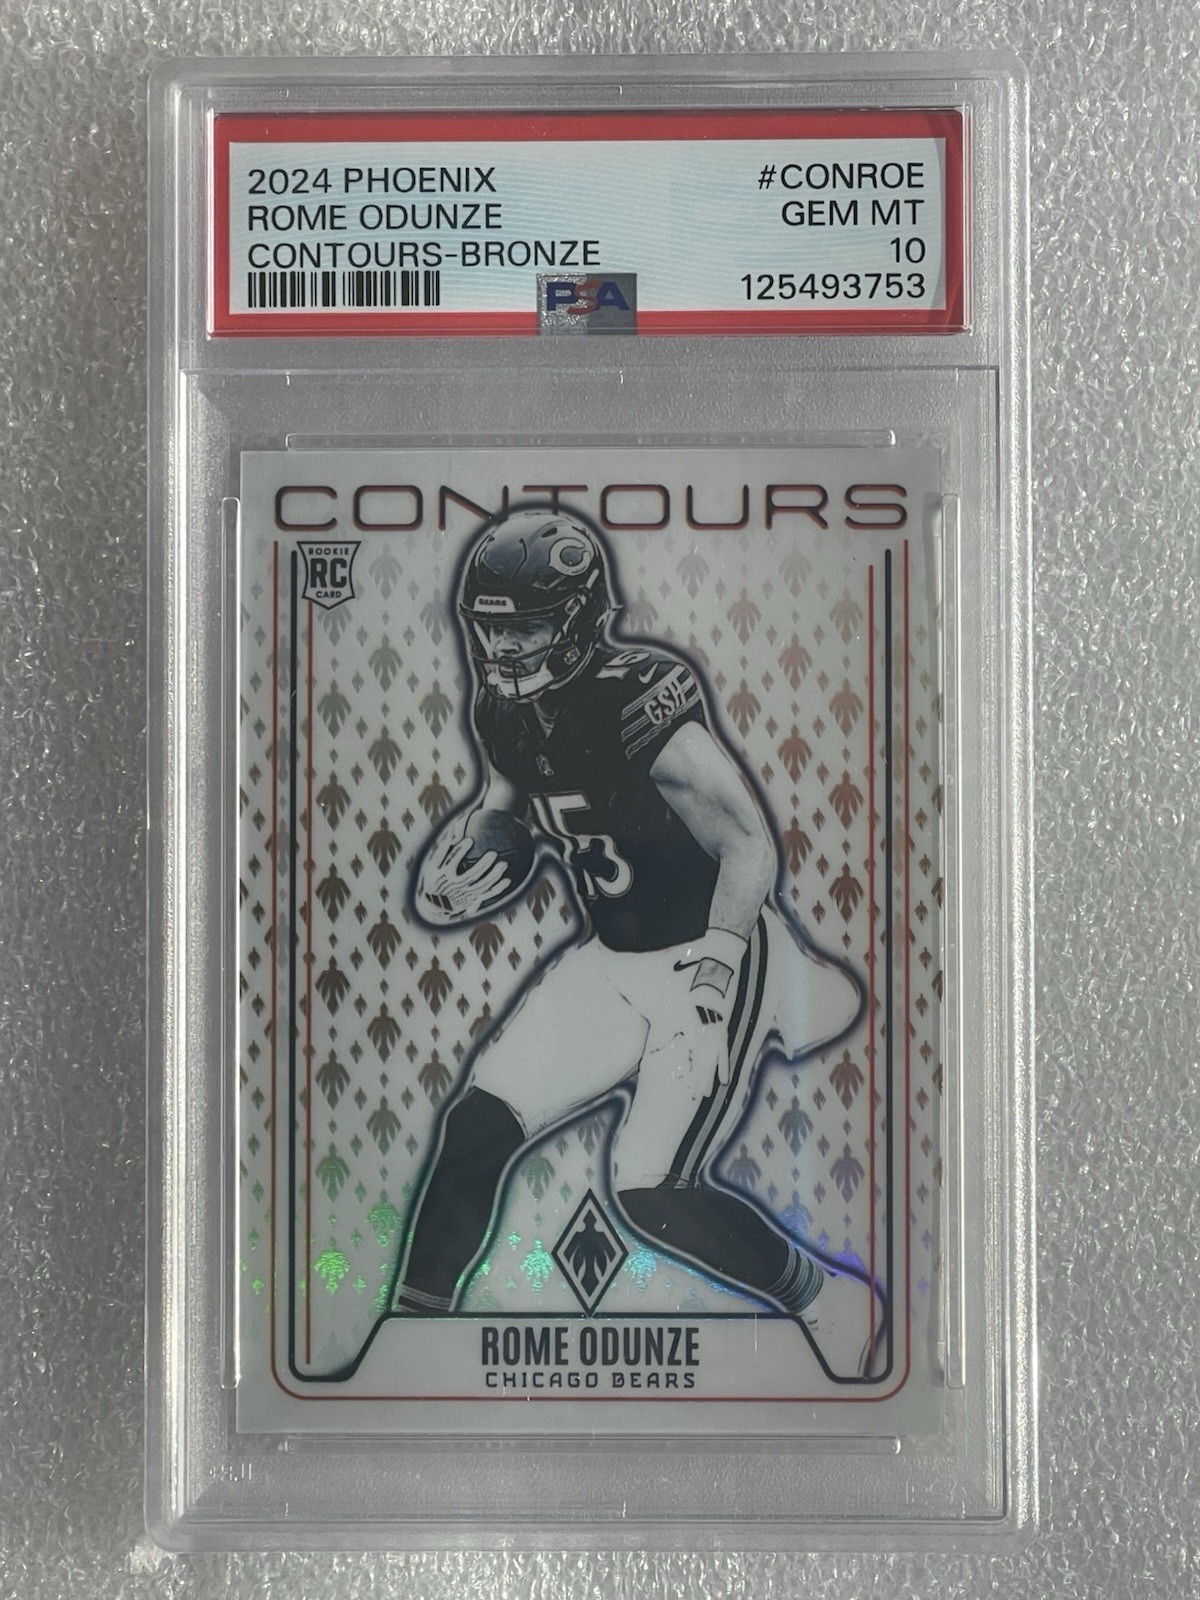 2024 PHOENIX #CONROE
ROME ODUNZE GEM MT
CONTOURS-BRONZE 10
PSA 125493753
CONTOURS
ROOKIE
RC
CARD
BEARS
15
GSH
15
ROME ODUNZE
CHICAGO BEARS